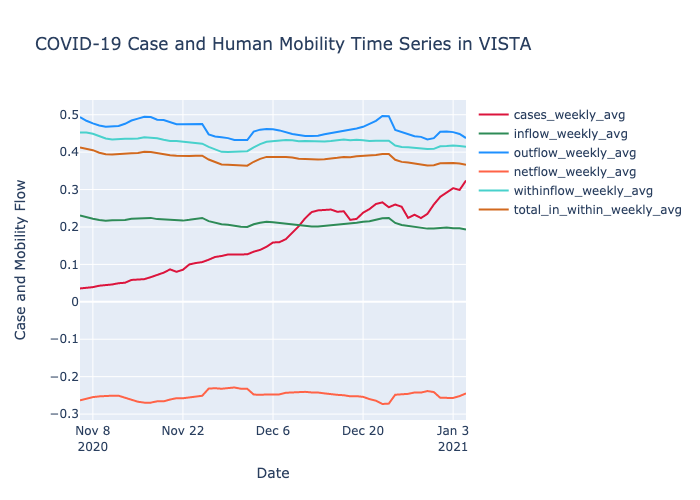 COVID-19 Case and Human Mobility Time Series in VISTA
Case and Mobility Flow
0.5
0.4
0.3
0.2
0.1
0
−0.1
−0.2
−0.3
Nov 8
2020
Nov 22
Dec 6
Dec 20
Jan 3
2021
Date
cases_weekly_avg
inflow_weekly_avg
outflow_weekly_avg
netflow_weekly_avg
withinflow_weekly_avg
total_in_within_weekly_avg